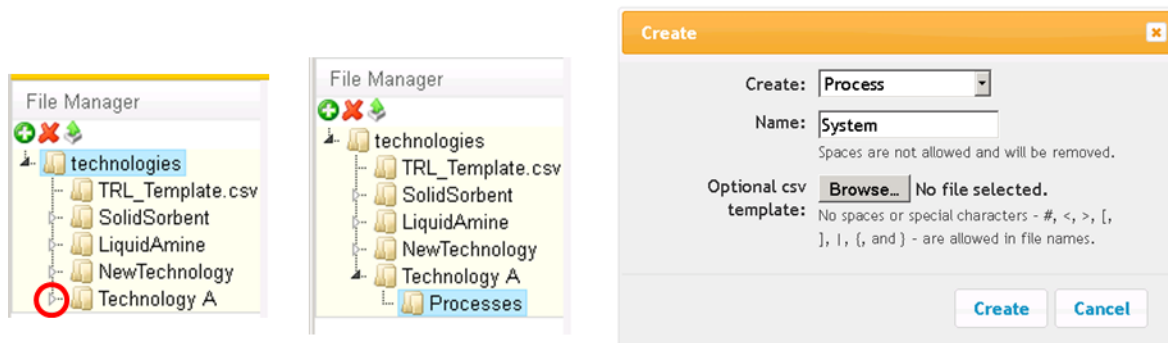 File Manager
technologies
TRL_Template.csv
SolidSorbent
LiquidAmine
NewTechnology
Technology A
File Manager
technologies
TRL_Template.csv
SolidSorbent
LiquidAmine
NewTechnology
Technology A
Processes
Create
Create: Process
Name: System
Spaces are not allowed and will be removed.
Optional csv Browse... No file selected.
template: No spaces or special characters - #, <, >, [,
], |, {, and } - are allowed in file names.
Create Cancel